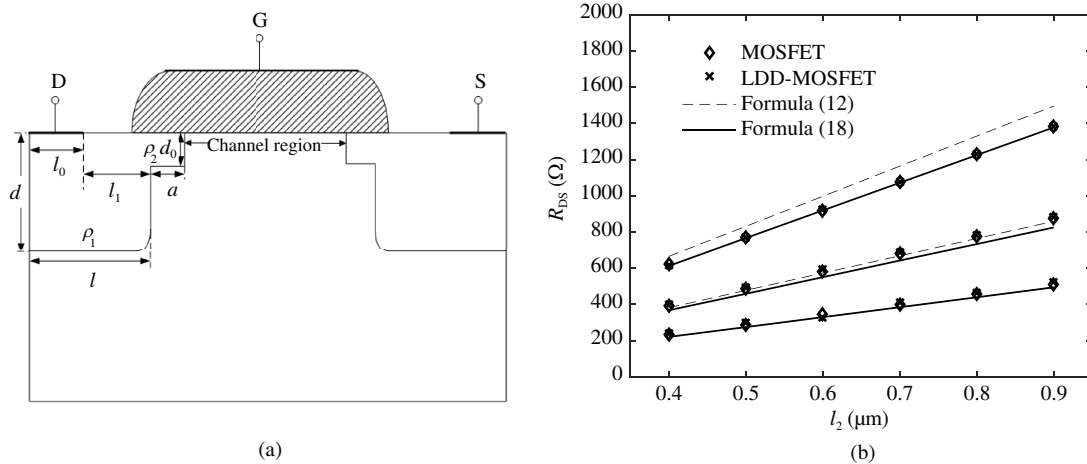 G
D
S
ρ₂ d₀
Channel region
l₀
l₁
a
d
ρ₁
l
(a)
2000
1800
1600
1400
1200
1000
800
600
400
200
0
R_DS (Ω)
MOSFET
LDD-MOSFET
Formula (12)
Formula (18)
0.4 0.5 0.6 0.7 0.8 0.9
l₂ (μm)
(b)